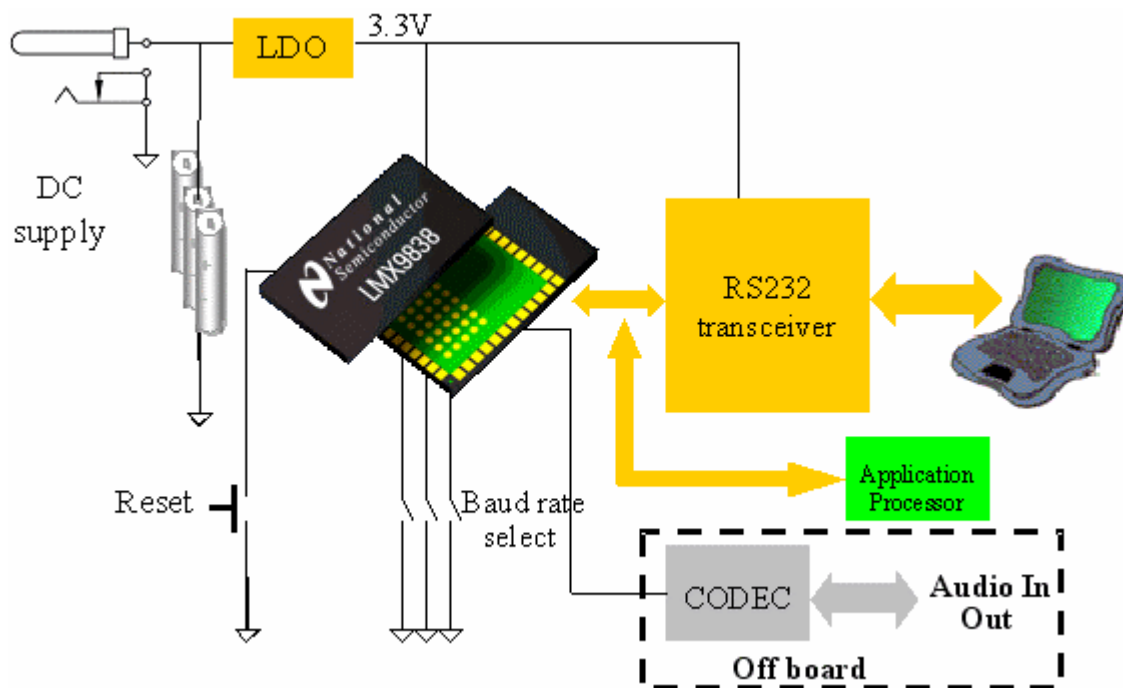 LDO
3.3V
DC
supply
National
Semiconductor
LMX9838
RS232
transceiver
Application
Processor
Reset
Baud rate
select
CODEC
Audio In
Out
Off board